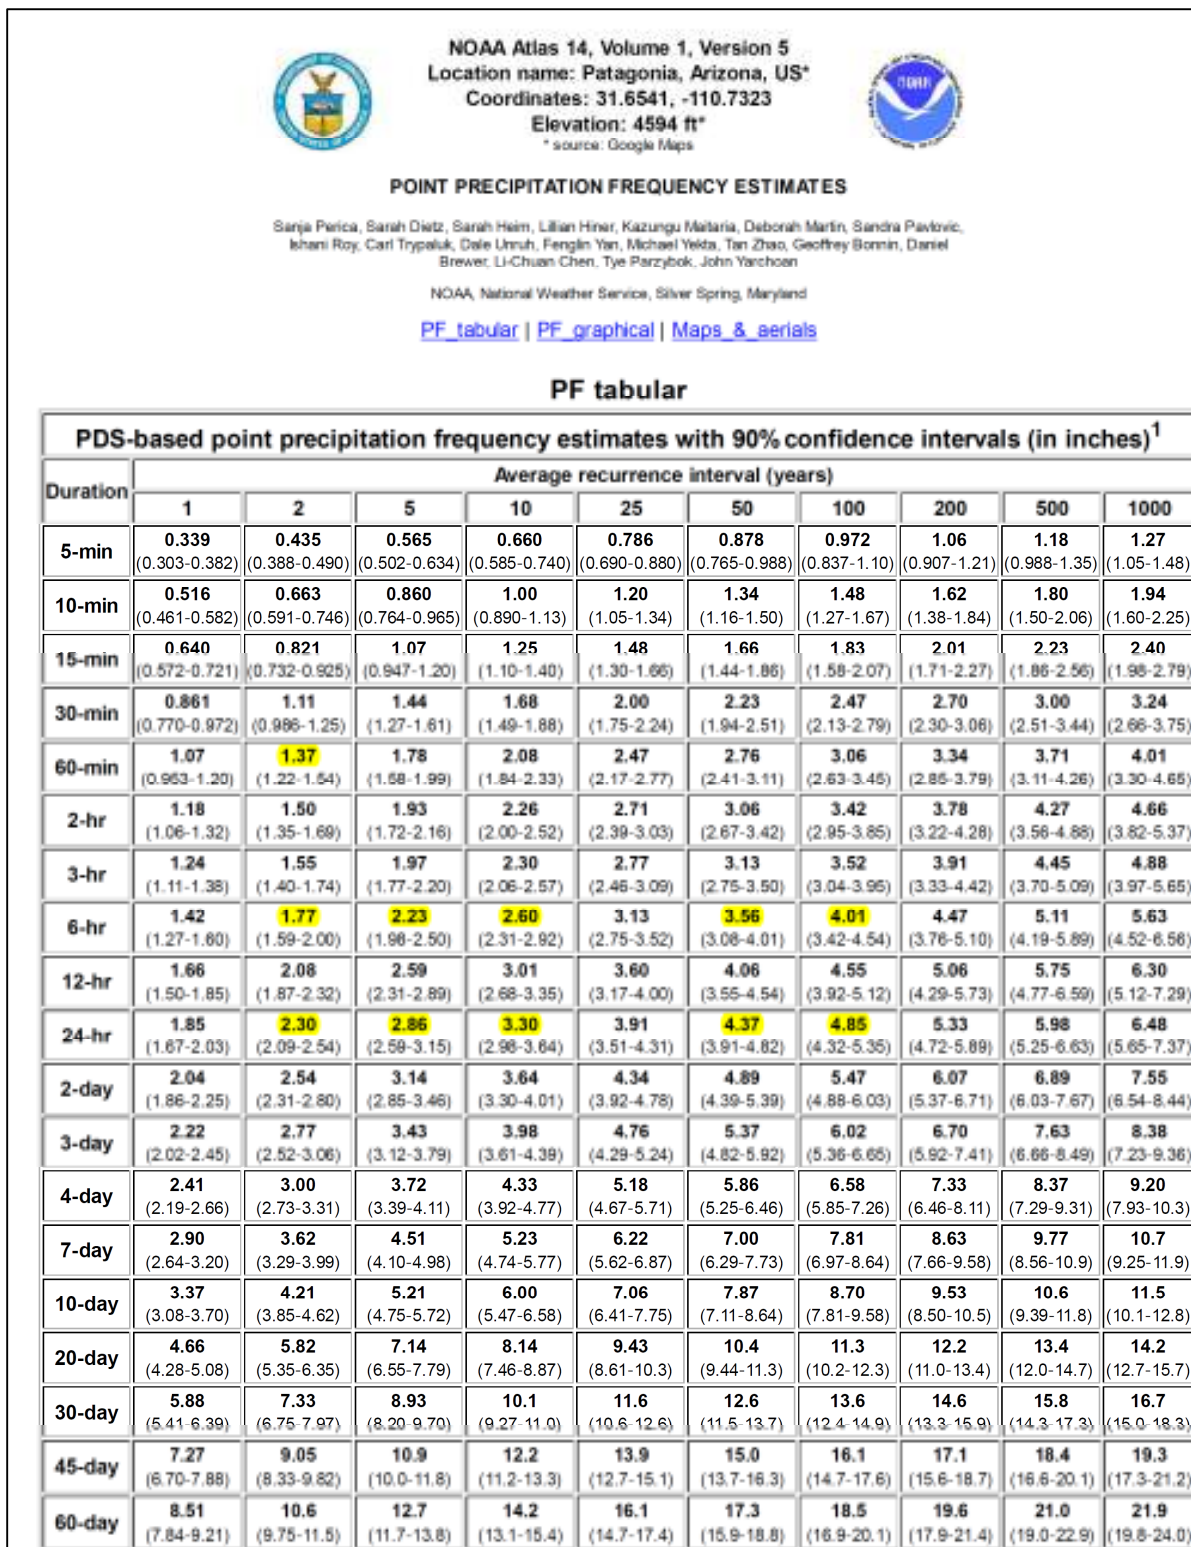 NOAA Atlas 14, Volume 1, Version 5
Location name: Patagonia, Arizona, US*
Coordinates: 31.6541, -110.7323
Elevation: 4594 ft*
* source: Google Maps
NOAA
POINT PRECIPITATION FREQUENCY ESTIMATES
Sanja Perica, Sarah Dietz, Sarah Heim, Lillian Hiner, Kazungu Maitaria, Deborah Martin, Sandra Pavlovic,
Ishani Roy, Carl Trypaluk, Dale Unruh, Fenglin Yan, Michael Yekta, Tan Zhao, Geoffrey Bonnin, Daniel
Brewer, Li-Chuan Chen, Tye Parzybok, John Yarchoan
NOAA, National Weather Service, Silver Spring, Maryland
PF_tabular | PF_graphical | Maps_&_aerials
PF tabular
PDS-based point precipitation frequency estimates with 90% confidence intervals (in inches)1
Duration Average recurrence interval (years)
1 2 5 10 25 50 100 200 500 1000
5-min 0.339 0.435 0.565 0.660 0.786 0.878 0.972 1.06 1.18 1.27
(0.303-0.382) (0.388-0.490) (0.502-0.634) (0.585-0.740) (0.690-0.880) (0.765-0.988) (0.837-1.10) (0.907-1.21) (0.988-1.35) (1.05-1.48)
10-min 0.516 0.663 0.860 1.00 1.20 1.34 1.48 1.62 1.80 1.94
(0.461-0.582) (0.591-0.746) (0.764-0.965) (0.890-1.13) (1.05-1.34) (1.16-1.50) (1.27-1.67) (1.38-1.84) (1.50-2.06) (1.60-2.25)
15-min 0.640 0.821 1.07 1.25 1.48 1.66 1.83 2.01 2.23 2.40
(0.572-0.721) (0.732-0.925) (0.947-1.20) (1.10-1.40) (1.30-1.66) (1.44-1.86) (1.58-2.07) (1.71-2.27) (1.86-2.56) (1.98-2.79)
30-min 0.861 1.11 1.44 1.68 2.00 2.23 2.47 2.70 3.00 3.24
(0.770-0.972) (0.986-1.25) (1.27-1.61) (1.49-1.88) (1.75-2.24) (1.94-2.51) (2.13-2.79) (2.30-3.06) (2.51-3.44) (2.66-3.75)
60-min 1.07 1.37 1.78 2.08 2.47 2.76 3.06 3.34 3.71 4.01
(0.953-1.20) (1.22-1.54) (1.58-1.99) (1.84-2.33) (2.17-2.77) (2.41-3.11) (2.63-3.45) (2.85-3.79) (3.11-4.26) (3.30-4.65)
2-hr 1.18 1.50 1.93 2.26 2.71 3.06 3.42 3.78 4.27 4.66
(1.06-1.32) (1.35-1.69) (1.72-2.16) (2.00-2.52) (2.39-3.03) (2.67-3.42) (2.95-3.85) (3.22-4.28) (3.56-4.88) (3.82-5.37)
3-hr 1.24 1.55 1.97 2.30 2.77 3.13 3.52 3.91 4.45 4.88
(1.11-1.38) (1.40-1.74) (1.77-2.20) (2.06-2.57) (2.46-3.09) (2.75-3.50) (3.04-3.95) (3.33-4.42) (3.70-5.09) (3.97-5.65)
6-hr 1.42 1.77 2.23 2.60 3.13 3.56 4.01 4.47 5.11 5.63
(1.27-1.60) (1.59-2.00) (1.98-2.50) (2.31-2.92) (2.75-3.52) (3.08-4.01) (3.42-4.54) (3.76-5.10) (4.19-5.89) (4.52-6.56)
12-hr 1.66 2.08 2.59 3.01 3.60 4.06 4.55 5.06 5.75 6.30
(1.50-1.85) (1.87-2.32) (2.31-2.89) (2.68-3.35) (3.17-4.00) (3.55-4.54) (3.92-5.12) (4.29-5.73) (4.77-6.59) (5.12-7.29)
24-hr 1.85 2.30 2.86 3.30 3.91 4.37 4.85 5.33 5.98 6.48
(1.67-2.03) (2.09-2.54) (2.59-3.15) (2.98-3.64) (3.51-4.31) (3.91-4.82) (4.32-5.35) (4.72-5.89) (5.25-6.63) (5.65-7.37)
2-day 2.04 2.54 3.14 3.64 4.34 4.89 5.47 6.07 6.89 7.55
(1.86-2.25) (2.31-2.80) (2.85-3.46) (3.30-4.01) (3.92-4.78) (4.39-5.39) (4.88-6.03) (5.37-6.71) (6.03-7.67) (6.54-8.44)
3-day 2.22 2.77 3.43 3.98 4.76 5.37 6.02 6.70 7.63 8.38
(2.02-2.45) (2.52-3.06) (3.12-3.79) (3.61-4.39) (4.29-5.24) (4.82-5.92) (5.36-6.65) (5.92-7.41) (6.66-8.49) (7.23-9.36)
4-day 2.41 3.00 3.72 4.33 5.18 5.86 6.58 7.33 8.37 9.20
(2.19-2.66) (2.73-3.31) (3.39-4.11) (3.92-4.77) (4.67-5.71) (5.25-6.46) (5.85-7.26) (6.46-8.11) (7.29-9.31) (7.93-10.3)
7-day 2.90 3.62 4.51 5.23 6.22 7.00 7.81 8.63 9.77 10.7
(2.64-3.20) (3.29-3.99) (4.10-4.98) (4.74-5.77) (5.62-6.87) (6.29-7.73) (6.97-8.64) (7.66-9.58) (8.56-10.9) (9.25-11.9)
10-day 3.37 4.21 5.21 6.00 7.06 7.87 8.70 9.53 10.6 11.5
(3.08-3.70) (3.85-4.62) (4.75-5.72) (5.47-6.58) (6.41-7.75) (7.11-8.64) (7.81-9.58) (8.50-10.5) (9.39-11.8) (10.1-12.8)
20-day 4.66 5.82 7.14 8.14 9.43 10.4 11.3 12.2 13.4 14.2
(4.28-5.08) (5.35-6.35) (6.55-7.79) (7.46-8.87) (8.61-10.3) (9.44-11.3) (10.2-12.3) (11.0-13.4) (12.0-14.7) (12.7-15.7)
30-day 5.88 7.33 8.93 10.1 11.6 12.6 13.6 14.6 15.8 16.7
(5.41-6.39) (6.75-7.97) (8.20-9.70) (9.27-11.0) (10.6-12.6) (11.5-13.7) (12.4-14.9) (13.3-15.9) (14.3-17.3) (15.0-18.3)
45-day 7.27 9.05 10.9 12.2 13.9 15.0 16.1 17.1 18.4 19.3
(6.70-7.88) (8.33-9.82) (10.0-11.8) (11.2-13.3) (12.7-15.1) (13.7-16.3) (14.7-17.6) (15.6-18.7) (16.6-20.1) (17.3-21.2)
60-day 8.51 10.6 12.7 14.2 16.1 17.3 18.5 19.6 21.0 21.9
(7.84-9.21) (9.75-11.5) (11.7-13.8) (13.1-15.4) (14.7-17.4) (15.9-18.8) (16.9-20.1) (17.9-21.4) (19.0-22.9) (19.8-24.0)